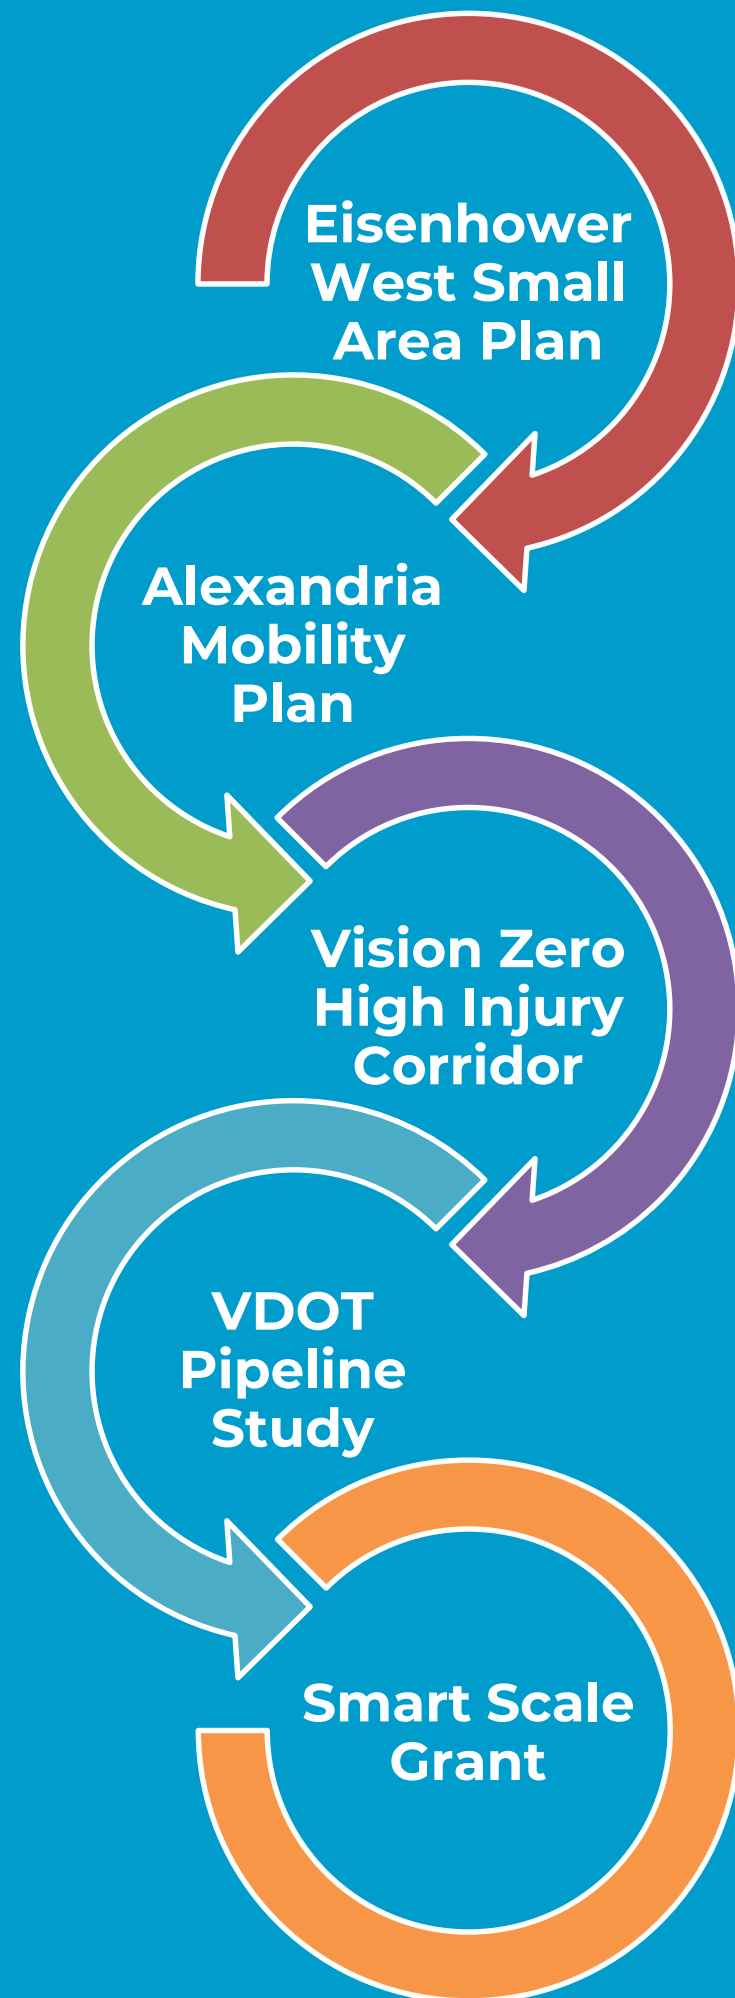 Eisenhower
West Small
Area Plan
Alexandria
Mobility
Plan
Vision Zero
High Injury
Corridor
VDOT
Pipeline
Study
Smart Scale
Grant